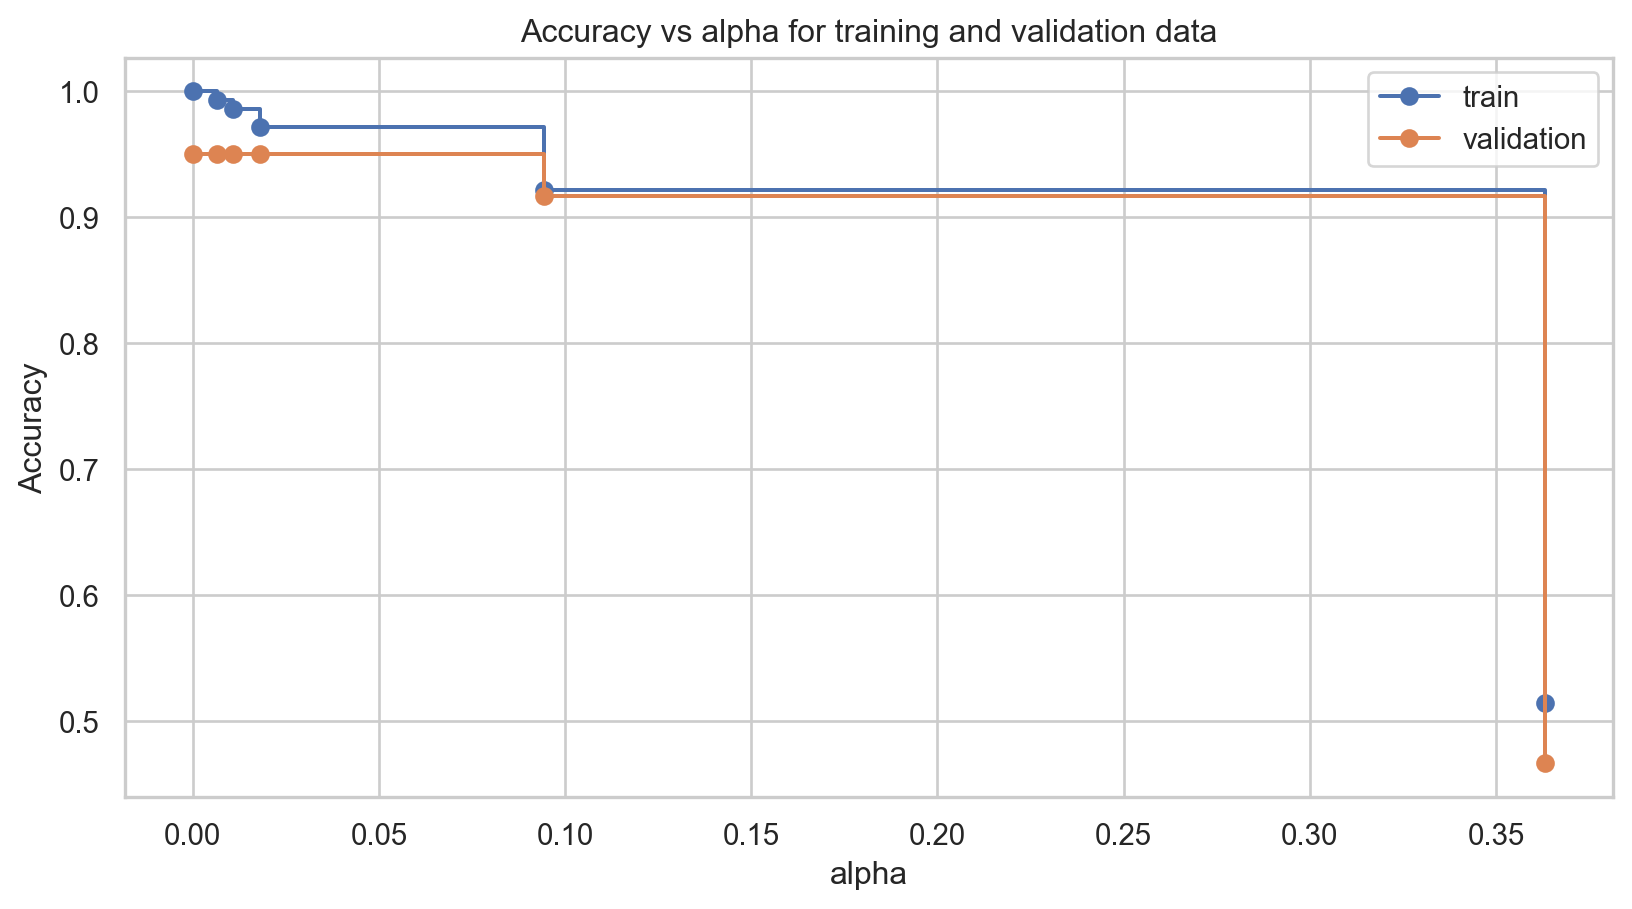 Accuracy vs alpha for training and validation data
train
validation
1.0
0.9
0.8
0.7
0.6
0.5
Accuracy
0.00 0.05 0.10 0.15 0.20 0.25 0.30 0.35
alpha